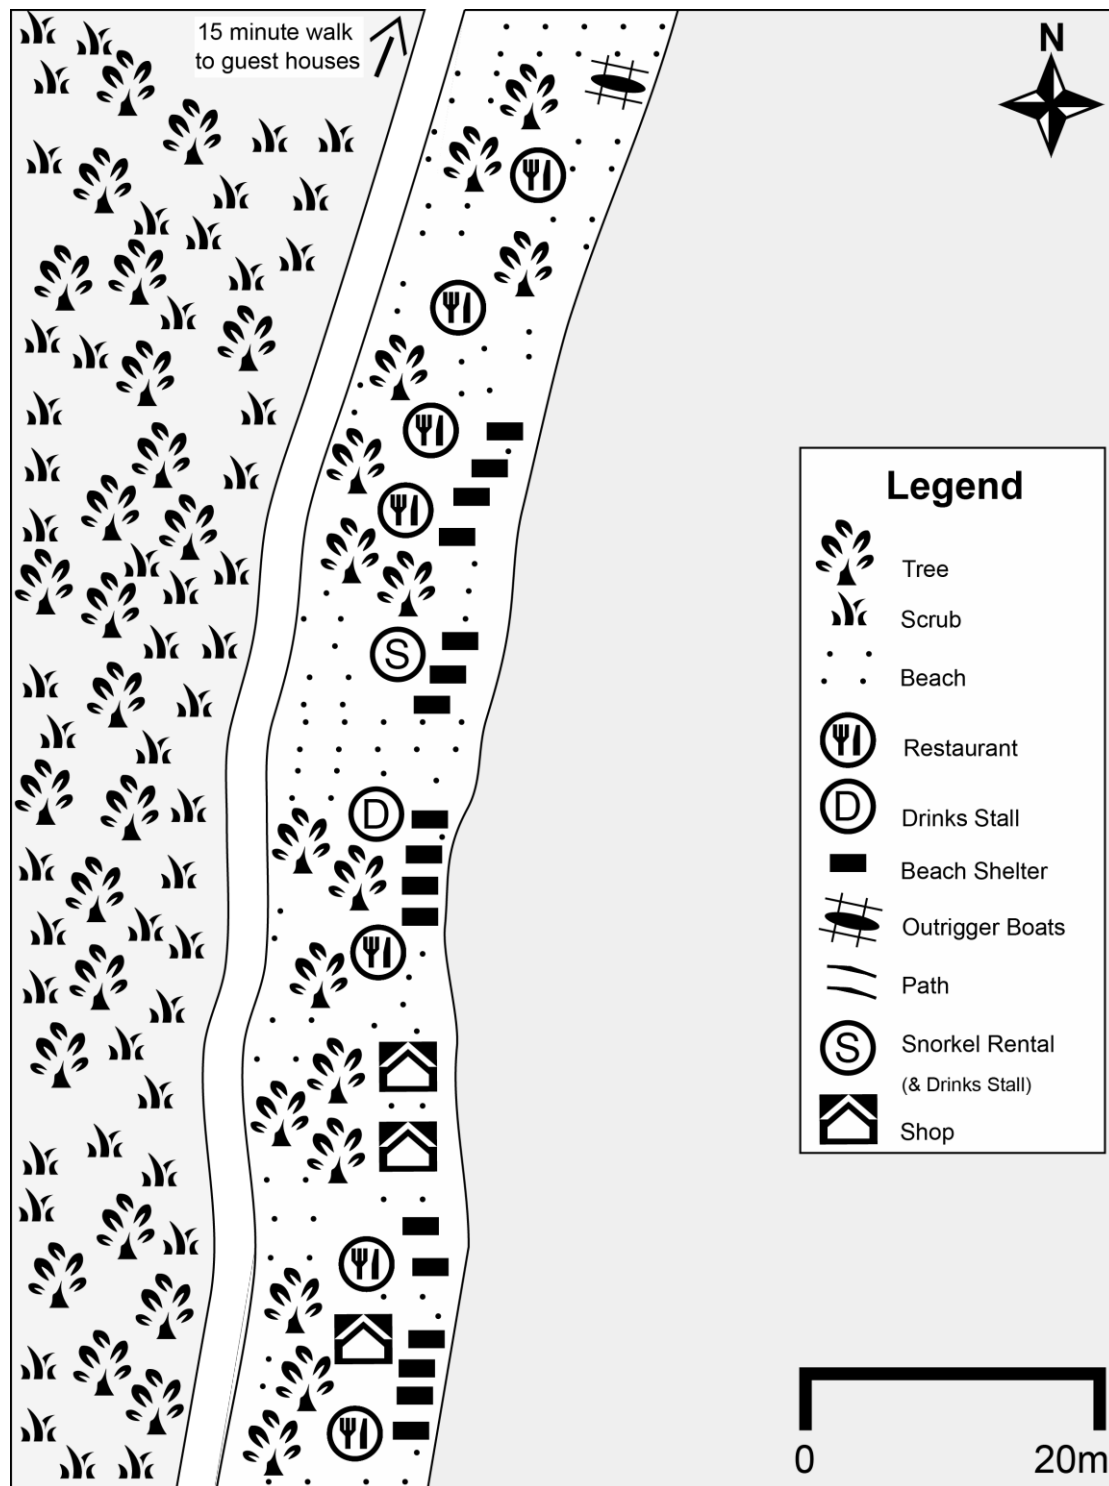 15 minute walk
to guest houses
N
S
D
Legend
Tree
Scrub
Beach
Restaurant
D Drinks Stall
Beach Shelter
Outrigger Boats
Path
S Snorkel Rental
(& Drinks Stall)
Shop
0 20m